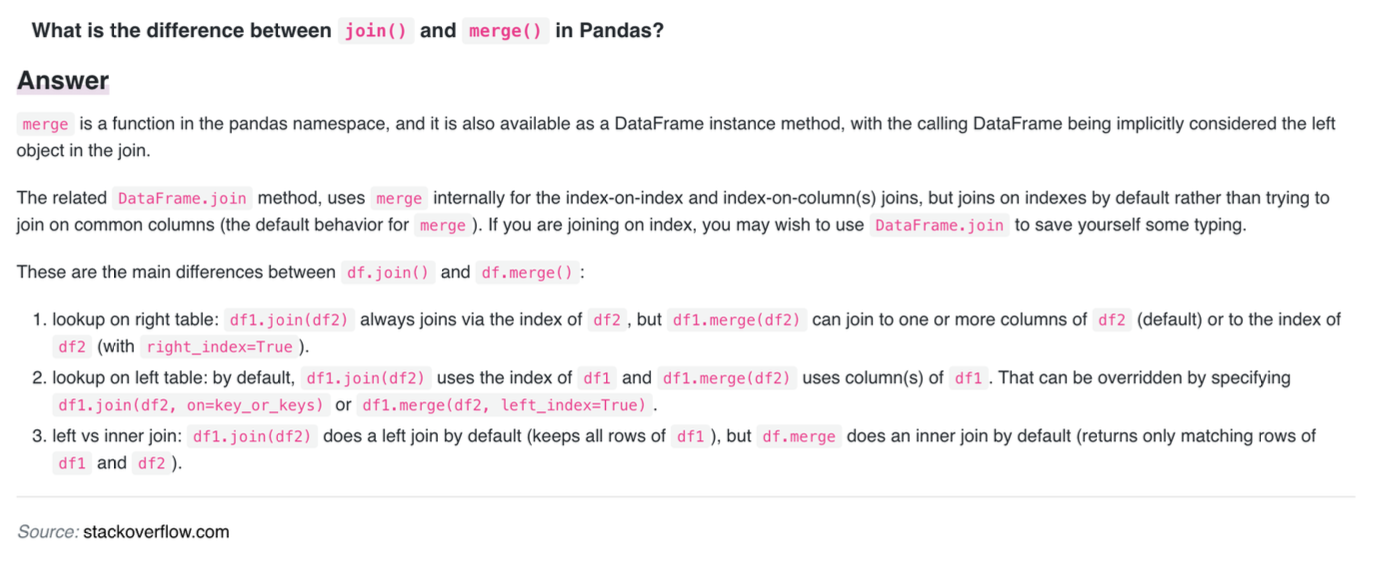 What is the difference between join() and merge() in Pandas?
Answer
merge is a function in the pandas namespace, and it is also available as a DataFrame instance method, with the calling DataFrame being implicitly considered the left
object in the join.
The related DataFrame.join method, uses merge internally for the index-on-index and index-on-column(s) joins, but joins on indexes by default rather than trying to
join on common columns (the default behavior for merge ). If you are joining on index, you may wish to use DataFrame.join to save yourself some typing.
These are the main differences between df.join() and df.merge() :
1. lookup on right table: df1.join(df2) always joins via the index of df2 , but df1.merge(df2) can join to one or more columns of df2 (default) or to the index of
df2 (with right_index=True ).
2. lookup on left table: by default, df1.join(df2) uses the index of df1 and df1.merge(df2) uses column(s) of df1 . That can be overridden by specifying
df1.join(df2, on=key_or_keys) or df1.merge(df2, left_index=True) .
3. left vs inner join: df1.join(df2) does a left join by default (keeps all rows of df1 ), but df.merge does an inner join by default (returns only matching rows of
df1 and df2 ).
Source: stackoverflow.com